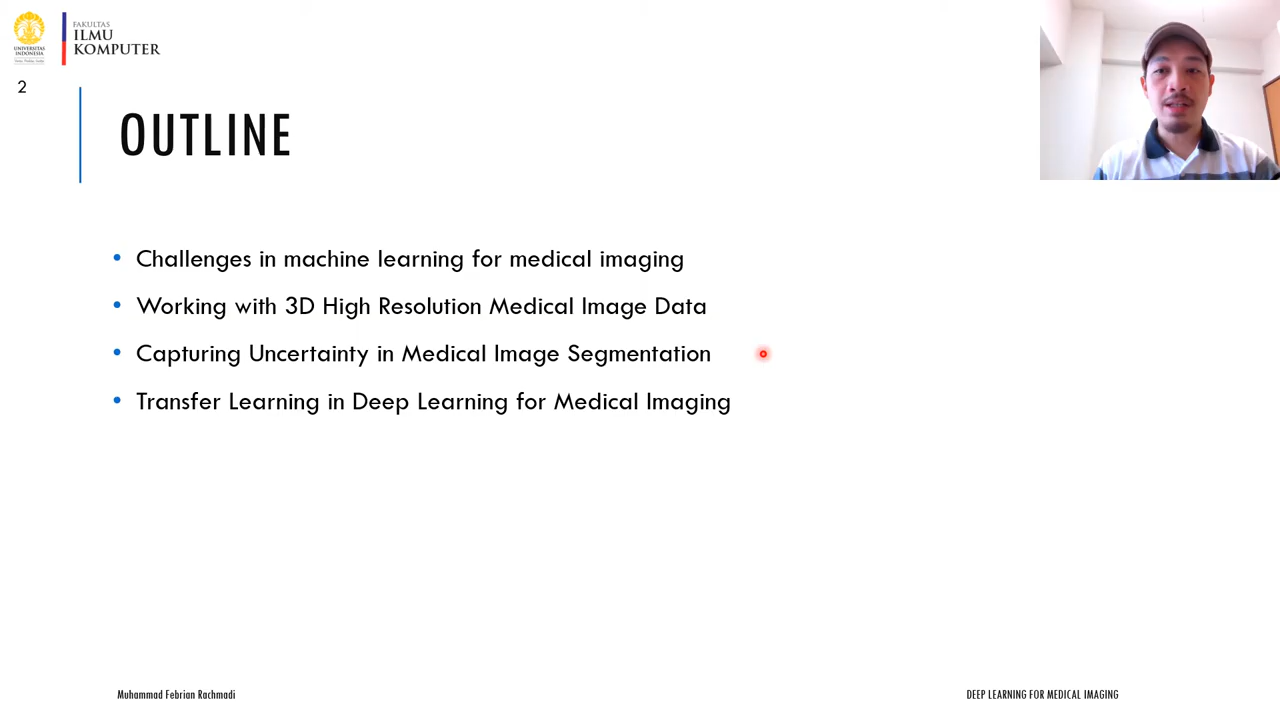 UNIVERSITAS
INDONESIA
FAKULTAS
ILMU
KOMPUTER
2
OUTLINE
• Challenges in machine learning for medical imaging
• Working with 3D High Resolution Medical Image Data
• Capturing Uncertainty in Medical Image Segmentation
• Transfer Learning in Deep Learning for Medical Imaging
Muhammad Febrian Rachmadi
DEEP LEARNING FOR MEDICAL IMAGING